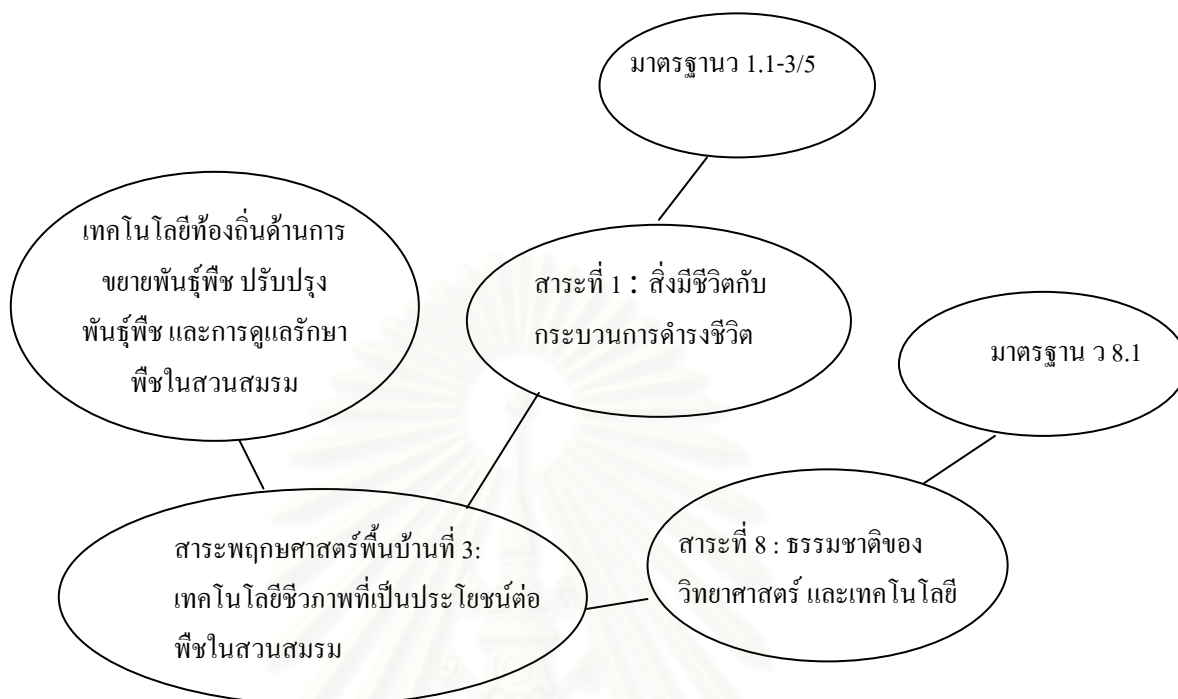 มาตรฐานว 1.1-3/5
เทคโนโลยีท้องถิ่นด้านการ
ขยายพันธุ์พืช ปรับปรุง
พันธุ์พืช และการดูแลรักษา
พืชในสวนสมรม
สาระที่ 1 : สิ่งมีชีวิตกับ
กระบวนการดำรงชีวิต
มาตรฐาน ว 8.1
สาระพฤกษศาสตร์พื้นบ้านที่ 3:
เทคโนโลยีชีวภาพที่เป็นประโยชน์ต่อ
พืชในสวนสมรม
สาระที่ 8 : ธรรมชาติของ
วิทยาศาสตร์ และเทคโนโลยี